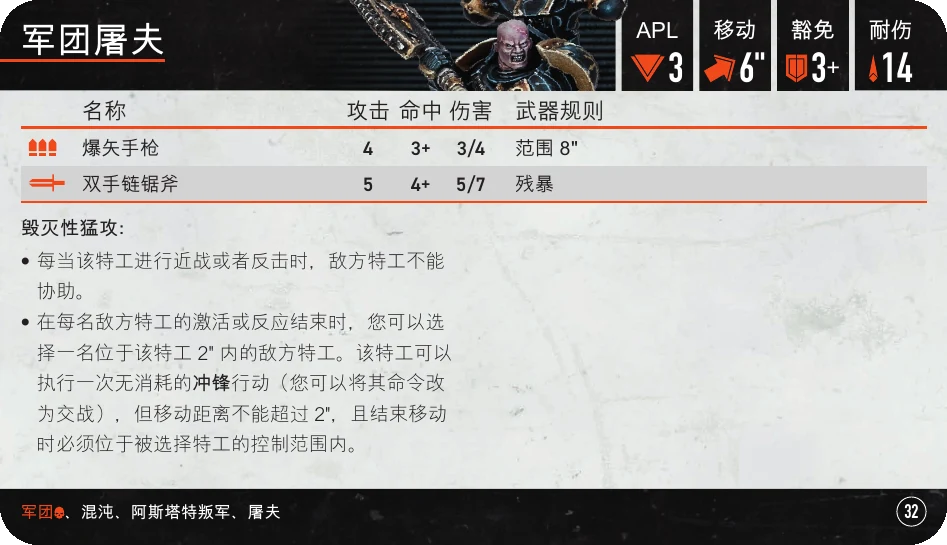 军团屠夫
APL 移动 豁免 耐伤
3 6" 3+ 14
名称 攻击 命中 伤害 武器规则
爆矢手枪 4 3+ 3/4 范围 8"
双手链锯斧 5 4+ 5/7 残暴
毁灭性猛攻:
• 每当该特工进行近战或者反击时，敌方特工不能
协助。
• 在每名敌方特工的激活或反应结束时，您可以选
择一名位于该特工 2" 内的敌方特工。该特工可以
执行一次无消耗的冲锋行动（您可以将其命令改
为交战），但移动距离不能超过 2"，且结束移动
时必须位于被选择特工的控制范围内。
军团、混沌、阿斯塔特叛军、屠夫
32